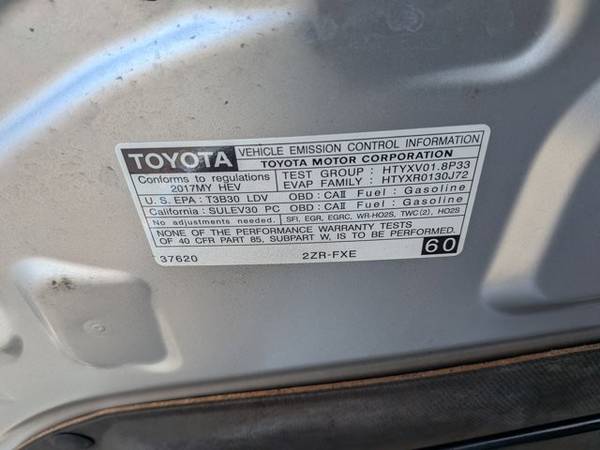 TOYOTA VEHICLE EMISSION CONTROL INFORMATION
TOYOTA MOTOR CORPORATION
Conforms to regulations
2017MY HEV
TEST GROUP : HTYXV01.8P33
EVAP FAMILY : HTYXR0130J72
U.S. EPA : T3B30 LDV OBD : CAII Fuel : Gasoline
California : SULEV30 PC OBD : CAII Fuel : Gasoline
No adjustments needed. SFI, EGR, EGRC, WR-HO2S, TWC(2), HO2S
NONE OF THE PERFORMANCE WARRANTY TESTS
OF 40 CFR PART 85, SUBPART W, IS TO BE PERFORMED.
60
37620 2ZR-FXE